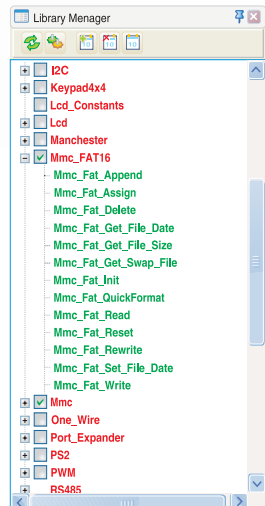 Library Menager
I2C
Keypad4x4
Lcd_Constants
Lcd
Manchester
Mmc_FAT16
Mmc_Fat_Append
Mmc_Fat_Assign
Mmc_Fat_Delete
Mmc_Fat_Get_File_Date
Mmc_Fat_Get_File_Size
Mmc_Fat_Get_Swap_File
Mmc_Fat_Init
Mmc_Fat_QuickFormat
Mmc_Fat_Read
Mmc_Fat_Reset
Mmc_Fat_Rewrite
Mmc_Fat_Set_File_Date
Mmc_Fat_Write
Mmc
One_Wire
Port_Expander
PS2
PWM
RS485